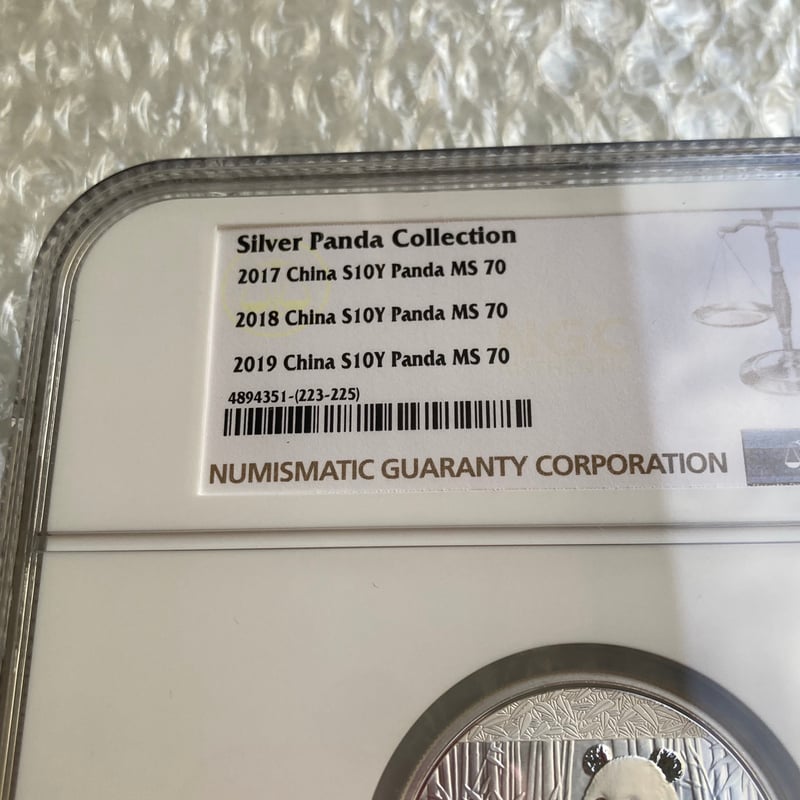 Silver Panda Collection
2017 China S10Y Panda MS 70
2018 China S10Y Panda MS 70
2019 China S10Y Panda MS 70
4894351-(223-225)
NUMISMATIC GUARANTY CORPORATION